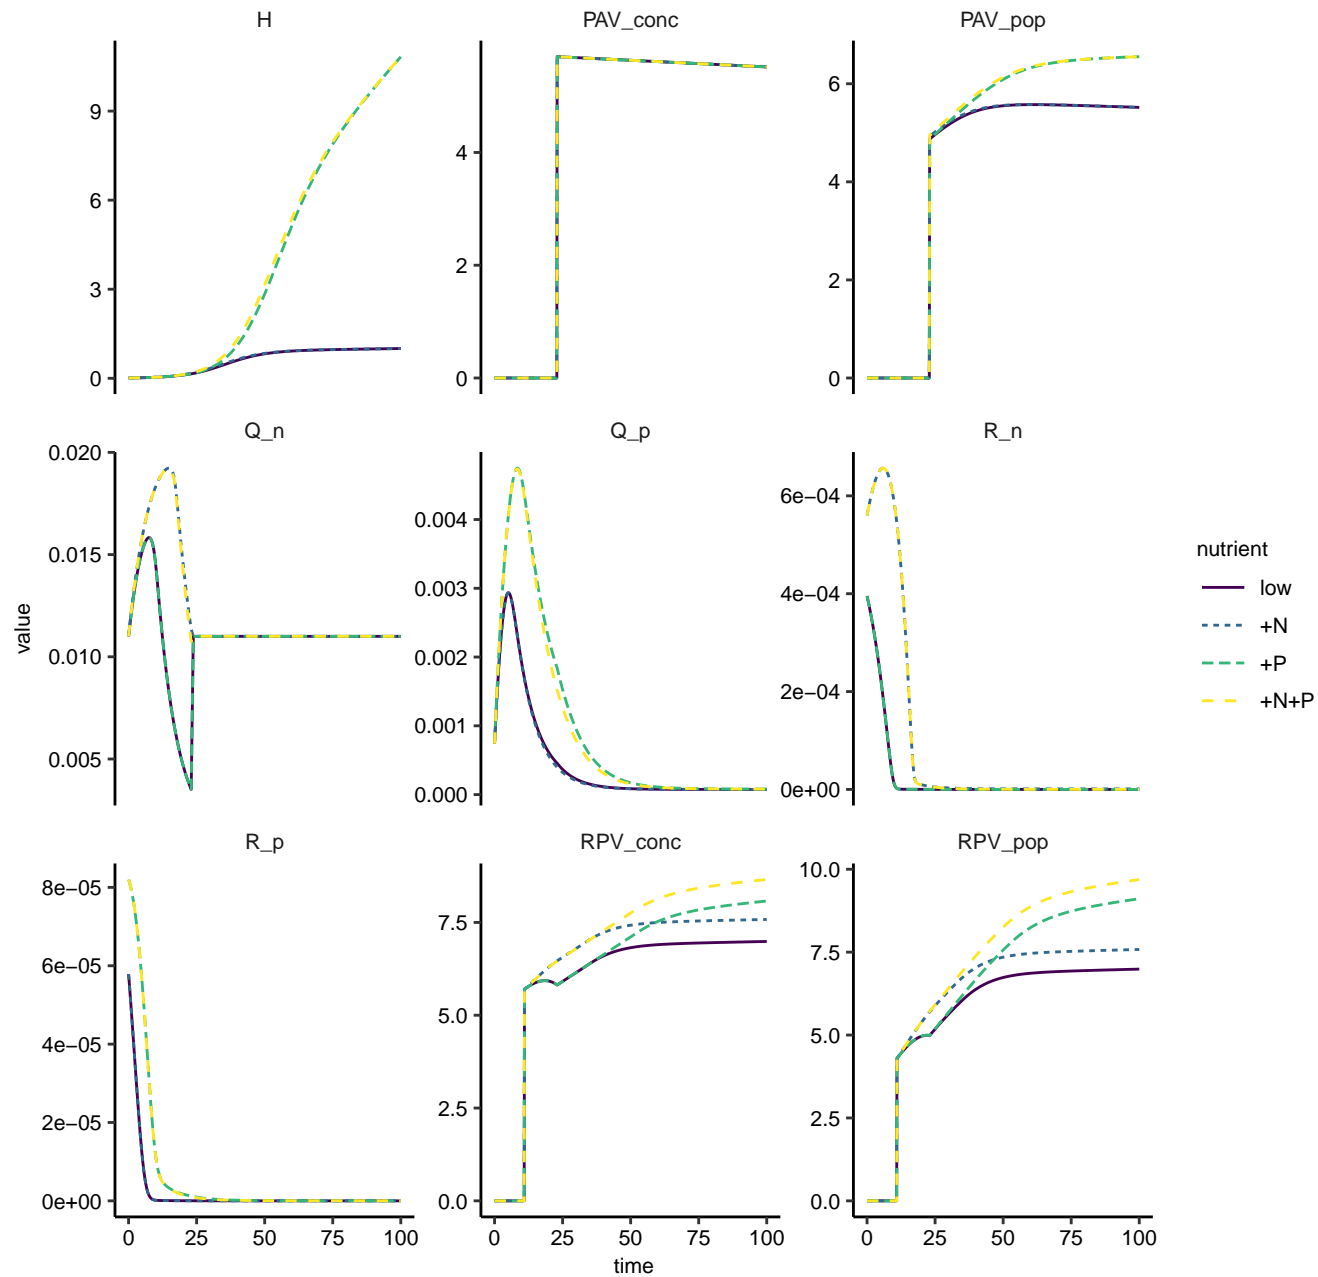 H
PAV_conc
PAV_pop
9
6
3
0
4
2
0
6
4
2
0
Q_n
Q_p
R_n
0.020
0.015
0.010
0.005
0.004
0.003
0.002
0.001
0.000
6e−04
4e−04
2e−04
0e+00
R_p
RPV_conc
RPV_pop
8e−05
6e−05
4e−05
2e−05
0e+00
7.5
5.0
2.5
0.0
10.0
7.5
5.0
2.5
0.0
0 25 50 75 100
0 25 50 75 100
0 25 50 75 100
time
value
nutrient
low
+N
+P
+N+P